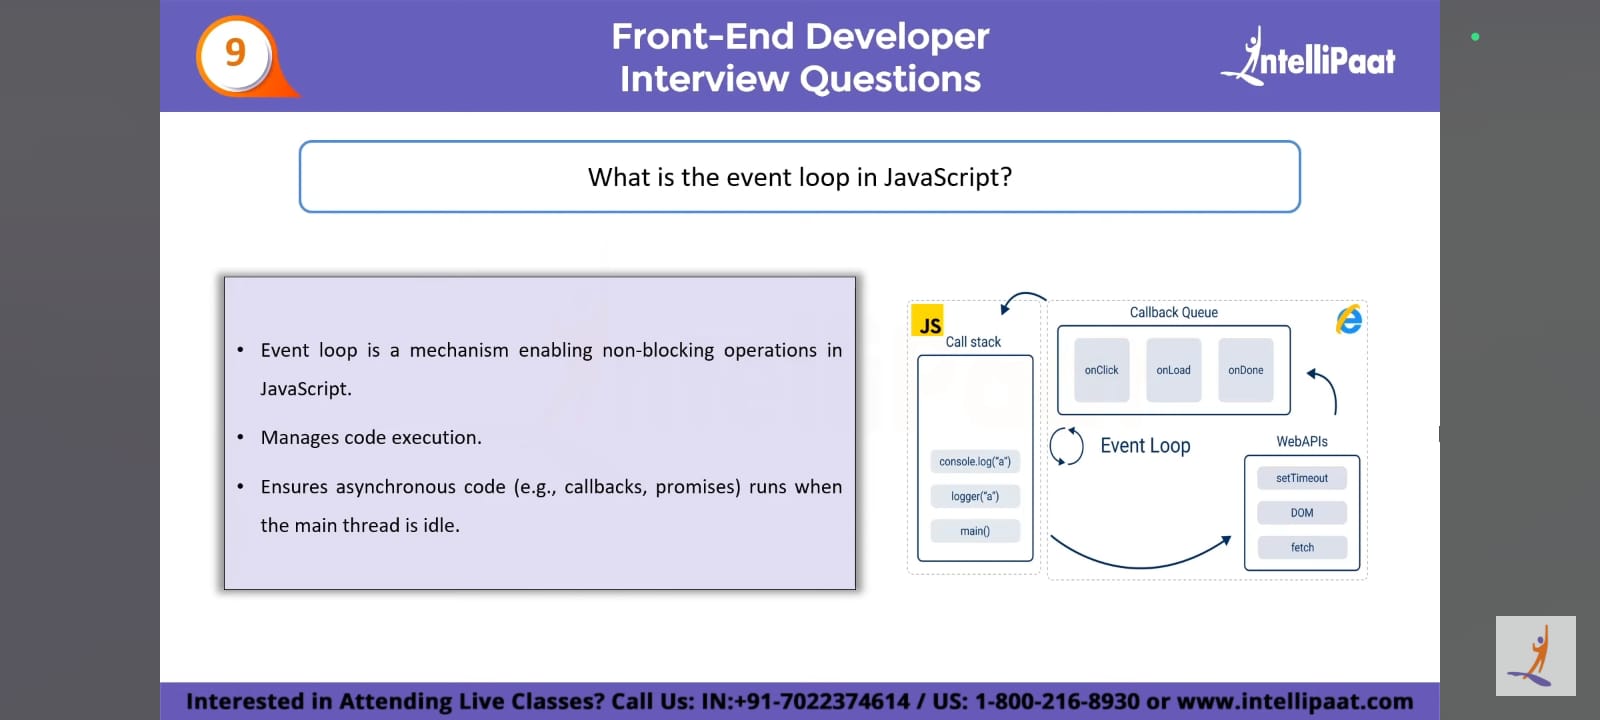 9
Front-End Developer
Interview Questions
IntelliPaat
What is the event loop in JavaScript?
• Event loop is a mechanism enabling non-blocking operations in
JavaScript.
• Manages code execution.
• Ensures asynchronous code (e.g., callbacks, promises) runs when
the main thread is idle.
JS
Call stack
console.log("a")
logger("a")
main()
Callback Queue
onClick
onLoad
onDone
Event Loop
WebAPIs
setTimeout
DOM
fetch
Interested in Attending Live Classes? Call Us: IN:+91-7022374614 / US: 1-800-216-8930 or www.intellipaat.com